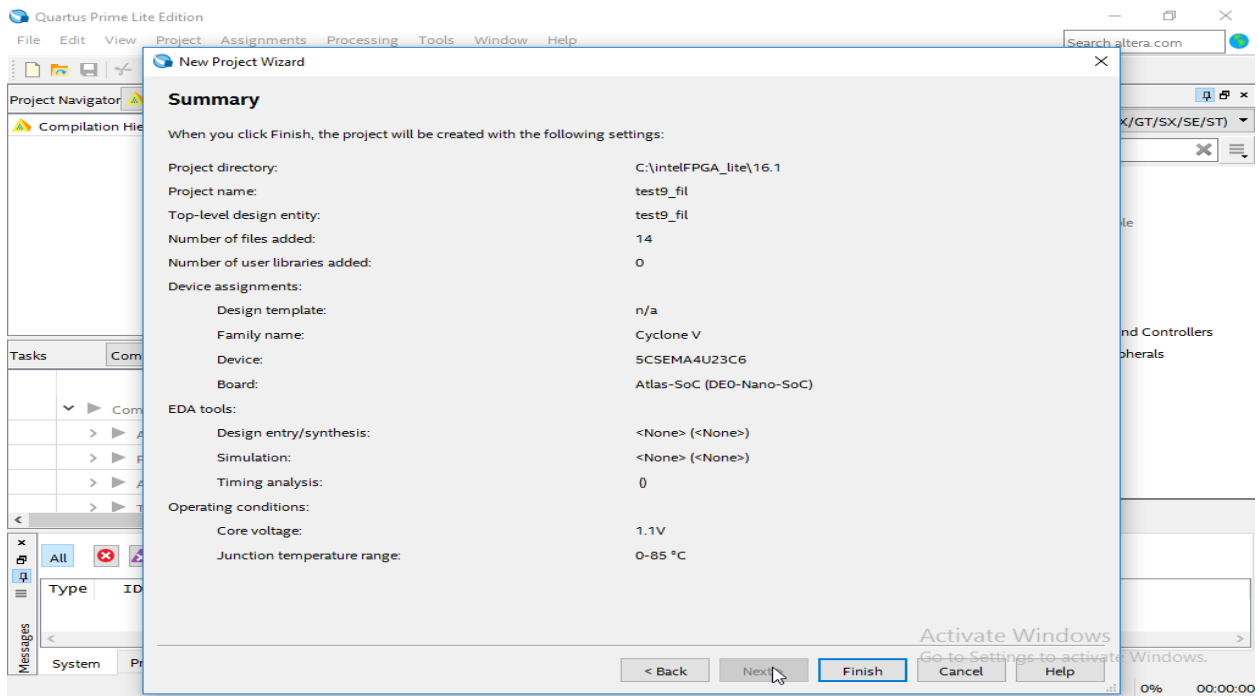 Quartus Prime Lite Edition
File Edit View Project Assignments Processing Tools Window Help
Search altera.com
New Project Wizard
Project Navigator
Compilation Hie
X/GT/SX/SE/ST)
Summary
When you click Finish, the project will be created with the following settings:
Project directory: C:\intelFPGA_lite\16.1
Project name: test9_fil
Top-level design entity: test9_fil
Number of files added: 14
Number of user libraries added: 0
Device assignments:
Design template: n/a
Family name: Cyclone V
nd Controllers
Device: 5CSEMA4U23C6
pherals
Tasks Com
Board: Atlas-SoC (DE0-Nano-SoC)
Com
EDA tools:
Design entry/synthesis: <None> (<None>)
Simulation: <None> (<None>)
Timing analysis: ()
Operating conditions:
Core voltage: 1.1V
Junction temperature range: 0-85 °C
All
Type ID
Messages
System Pr
Activate Windows
Go to Settings to activate Windows.
< Back Next Finish Cancel Help
0% 00:00:00